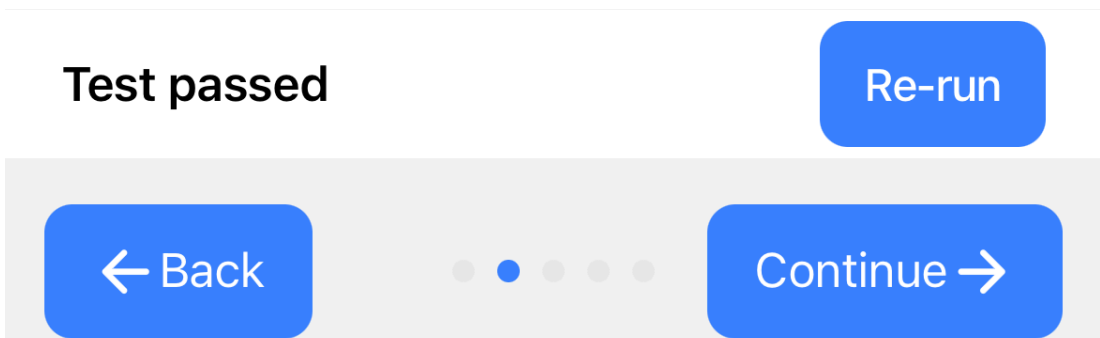 Test passed
Re-run
← Back
Continue →